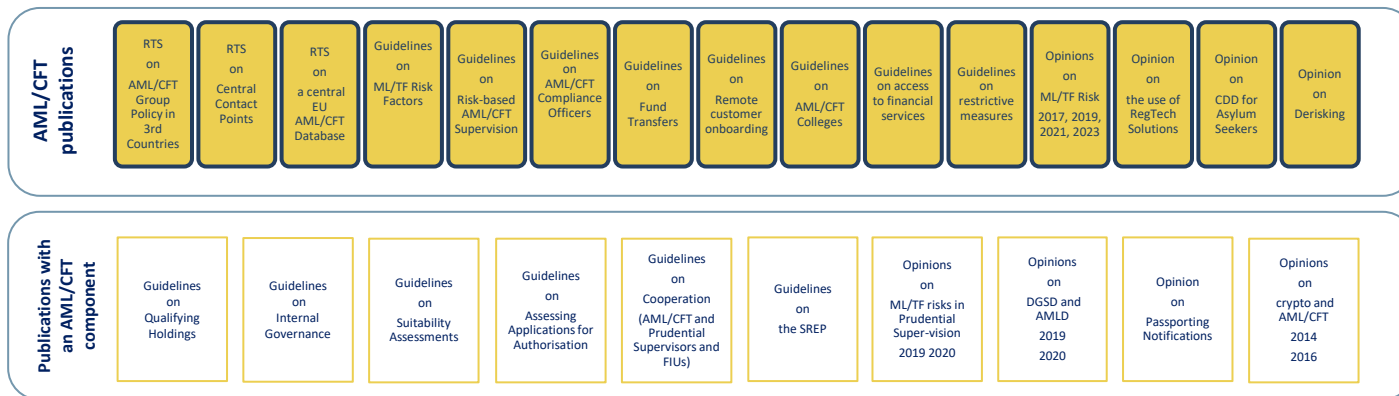 AML/CFT
publications
RTS
on
AML/CFT
Group
Policy in
3rd
Countries
RTS
on
Central
Contact
Points
RTS
on
a central
EU
AML/CFT
Database
Guidelines
on
ML/TF Risk
Factors
Guidelines
on
Risk-based
AML/CFT
Supervision
Guidelines
on
AML/CFT
Compliance
Officers
Guidelines
on
Fund
Transfers
Guidelines
on
Remote
customer
onboarding
Guidelines
on
AML/CFT
Colleges
Guidelines
on access
to financial
services
Guidelines
on
restrictive
measures
Opinions
on
ML/TF Risk
2017, 2019,
2021, 2023
Opinion
on
the use of
RegTech
Solutions
Opinion
on
CDD for
Asylum
Seekers
Opinion
on
Derisking
Publications with
an AML/CFT
component
Guidelines
on
Qualifying
Holdings
Guidelines
on
Internal
Governance
Guidelines
on
Suitability
Assessments
Guidelines
on
Assessing
Applications for
Authorisation
Guidelines
on
Cooperation
(AML/CFT and
Prudential
Supervisors and
FIUs)
Guidelines
on
the SREP
Opinions
on
ML/TF risks in
Prudential
Super-vision
2019 2020
Opinions
on
DGSD and
AMLD
2019
2020
Opinion
on
Passporting
Notifications
Opinions
on
crypto and
AML/CFT
2014
2016